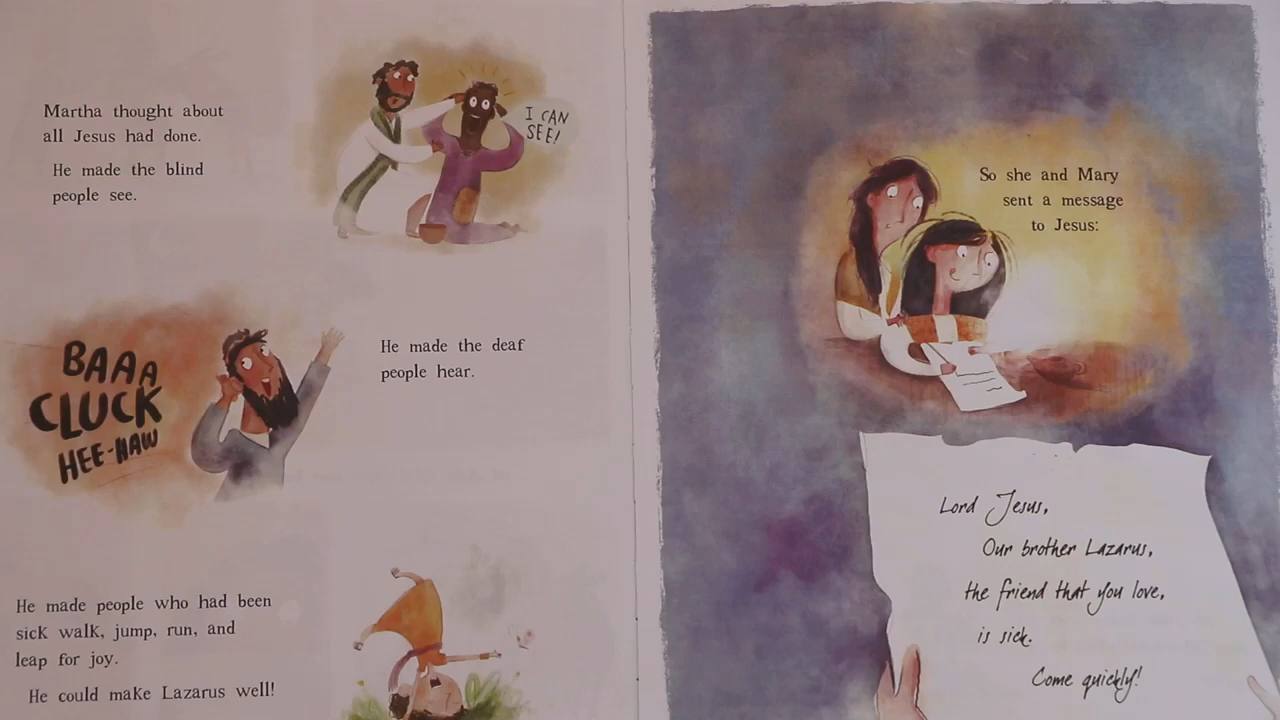 Martha thought about
all Jesus had done.
He made the blind
people see.
I CAN
SEE!
BAAA
CLUCK
HEE-HAW
He made the deaf
people hear.
He made people who had been
sick walk, jump, run, and
leap for joy.
He could make Lazarus well!
So she and Mary
sent a message
to Jesus:
Lord Jesus,
Our brother Lazarus,
the friend that you love,
is sick.
Come quickly!